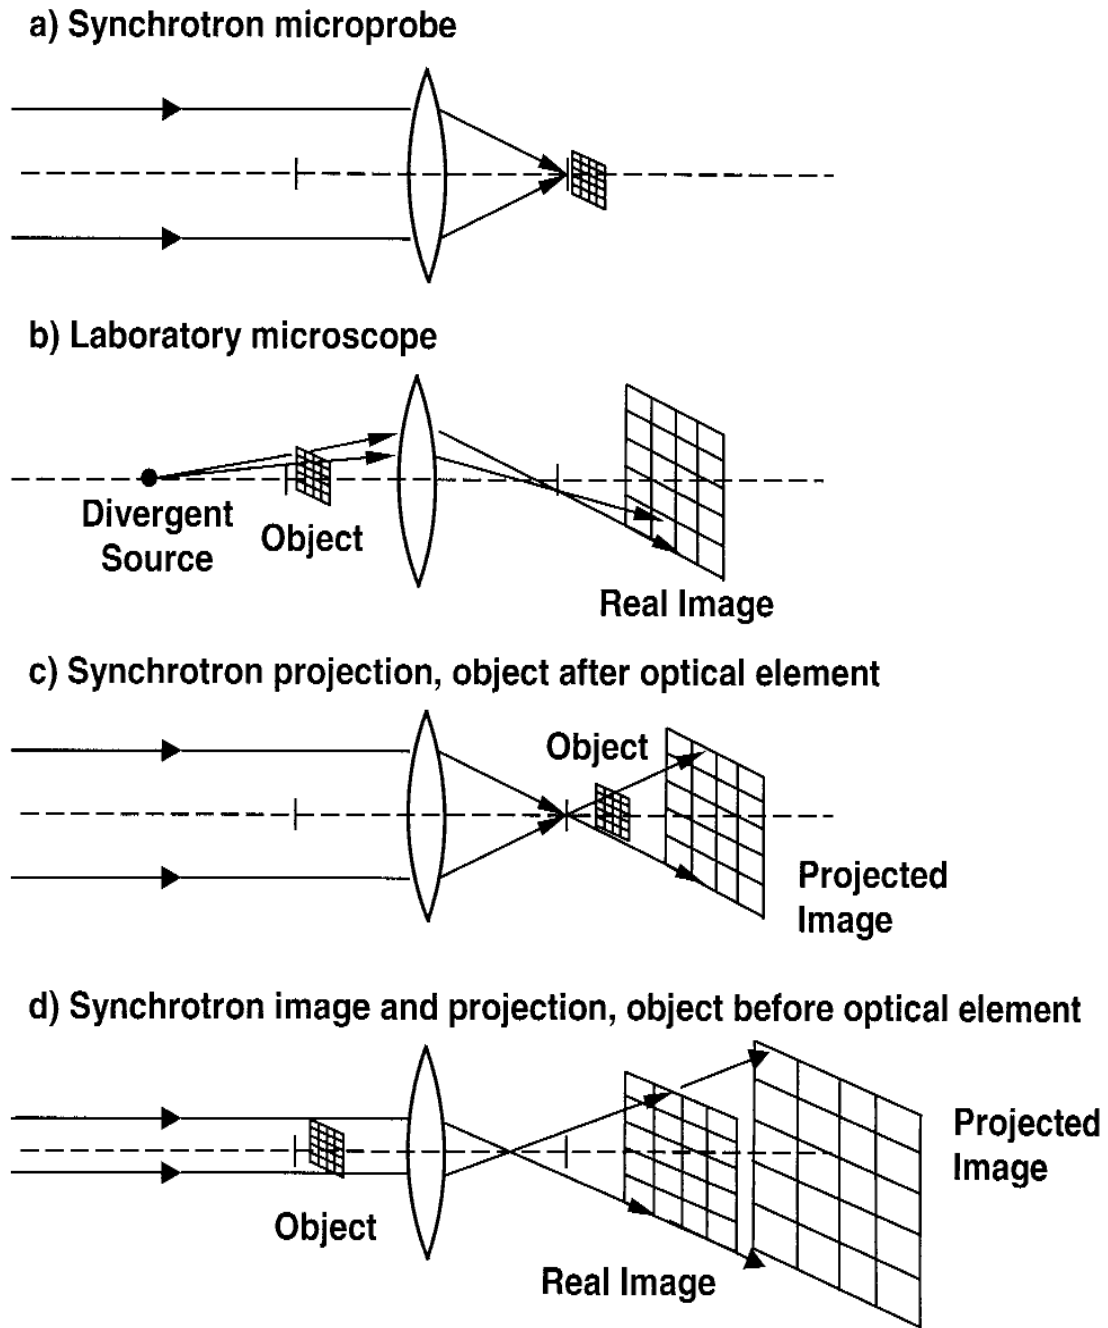 a) Synchrotron microprobe
b) Laboratory microscope
Divergent
Source
Object
Real Image
c) Synchrotron projection, object after optical element
Object
Projected
Image
d) Synchrotron image and projection, object before optical element
Object
Real Image
Projected
Image